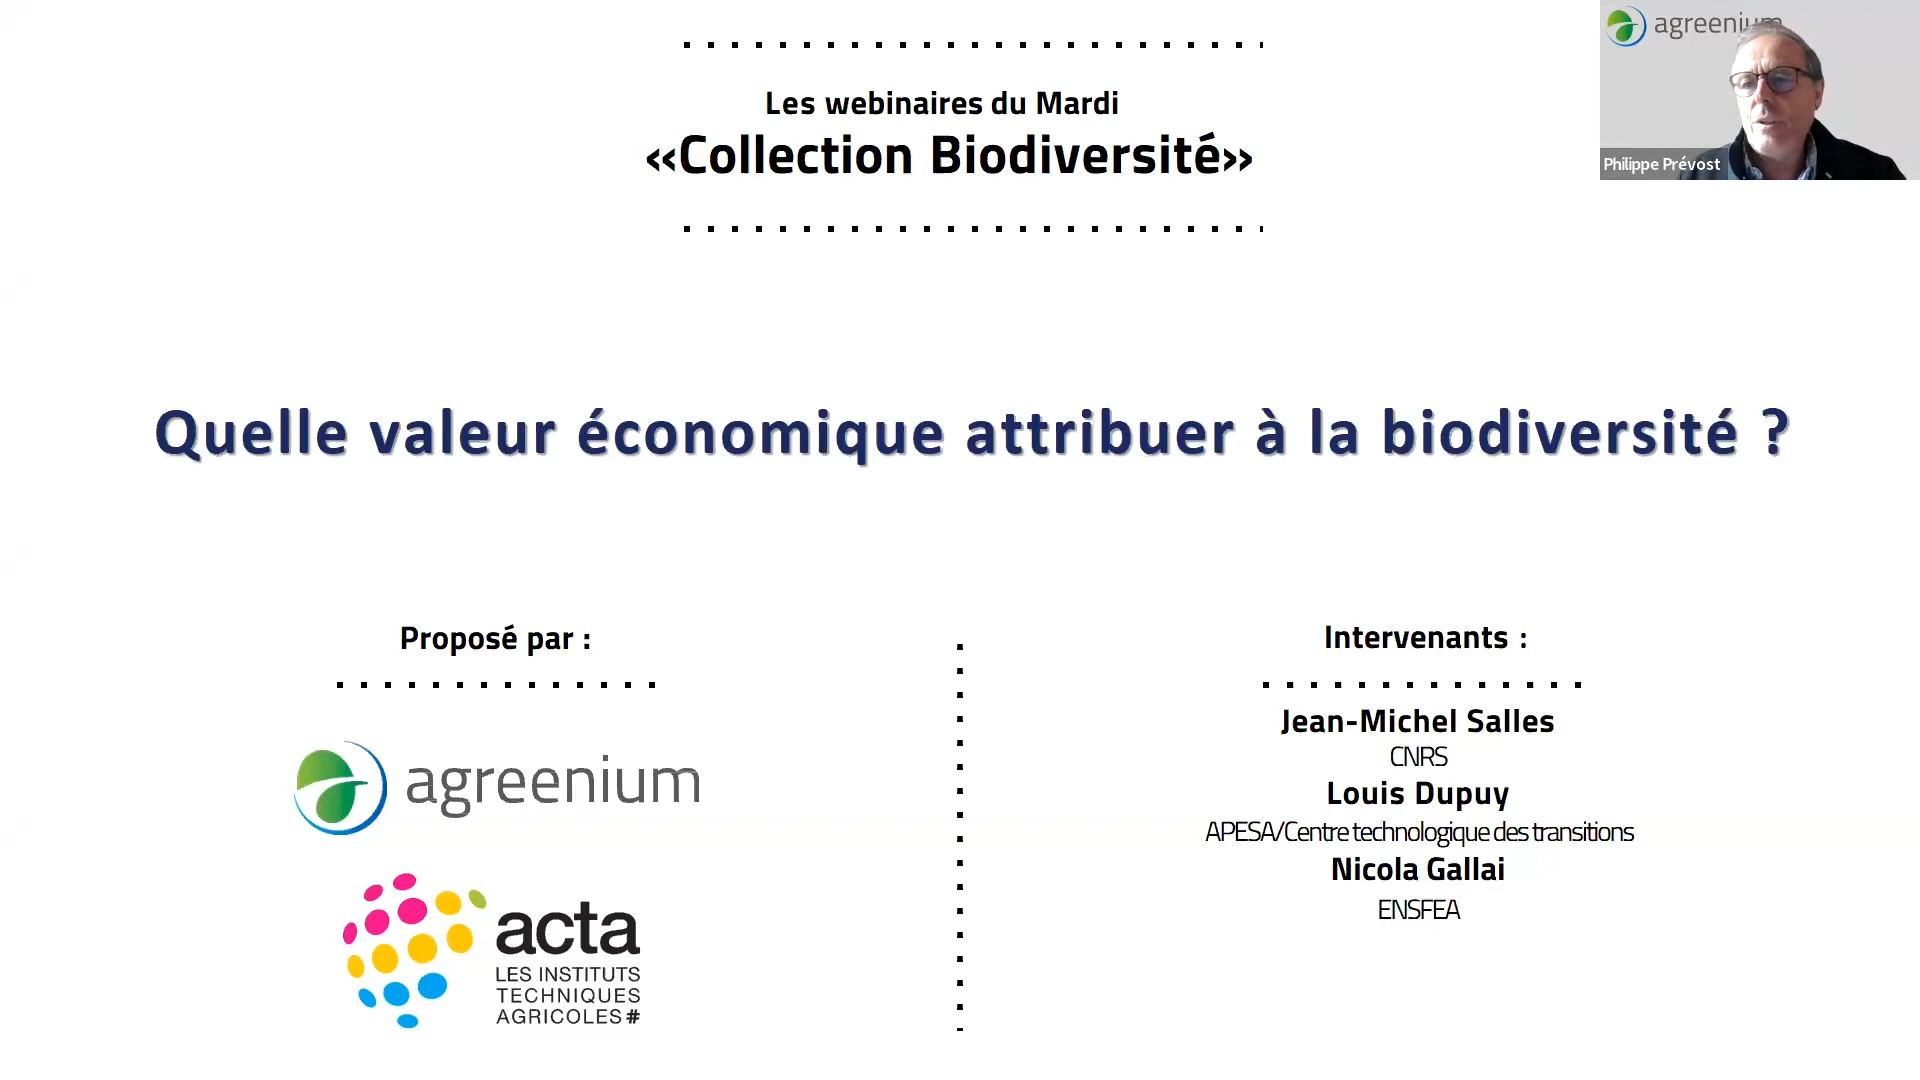 Les webinaires du Mardi
«Collection Biodiversité»
agreenium
Philippe Prévost
Quelle valeur économique attribuer à la biodiversité ?
Proposé par :
agreenium
acta
LES INSTITUTS
TECHNIQUES
AGRICOLES#
Intervenants :
Jean-Michel Salles
CNRS
Louis Dupuy
APESA/Centre technologique des transitions
Nicola Gallai
ENSFEA